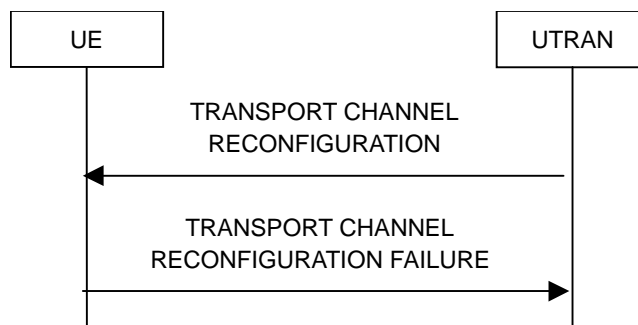 UE
UTRAN
TRANSPORT CHANNEL
RECONFIGURATION
TRANSPORT CHANNEL
RECONFIGURATION FAILURE